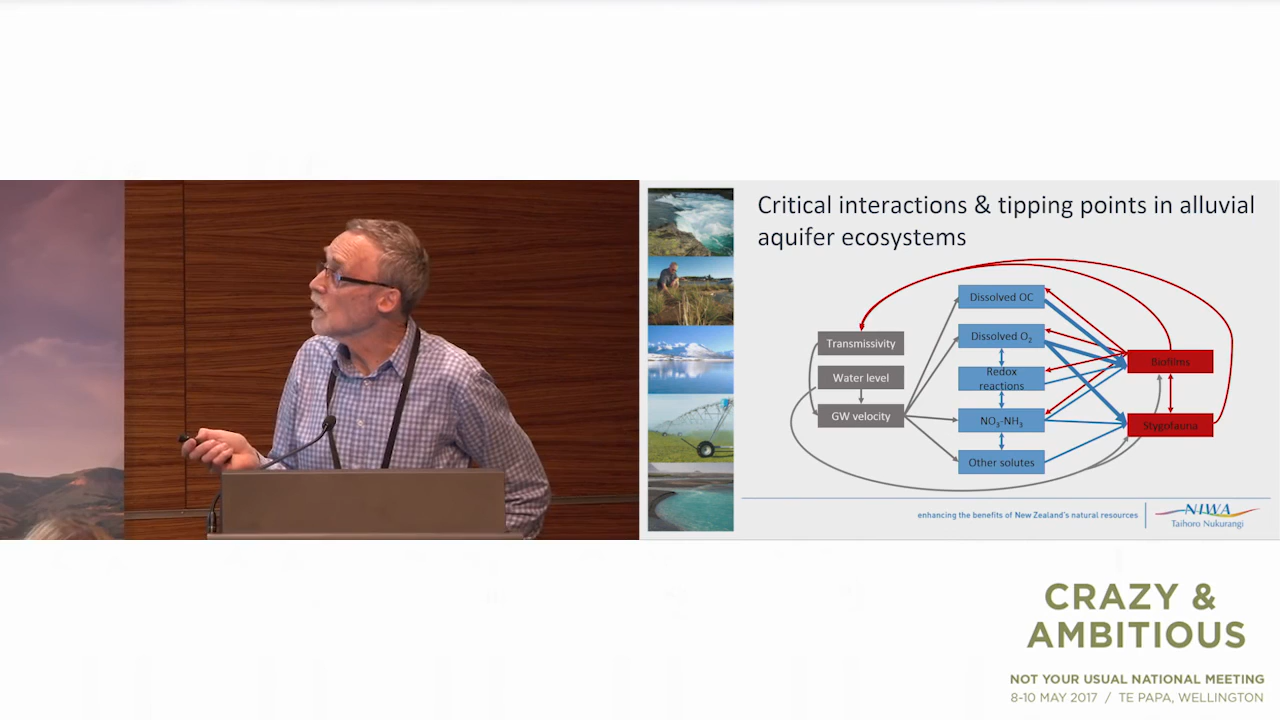 Critical interactions & tipping points in alluvial
aquifer ecosystems
Dissolved OC
Dissolved O₂
Transmissivity
Biofilms
Redox
reactions
Water level
GW velocity
NO₃-NH₃
Stygofauna
Other solutes
enhancing the benefits of New Zealand's natural resources
NIWA
Taihoro Nukurangi
CRAZY &
AMBITIOUS
NOT YOUR USUAL NATIONAL MEETING
8-10 MAY 2017 / TE PAPA, WELLINGTON